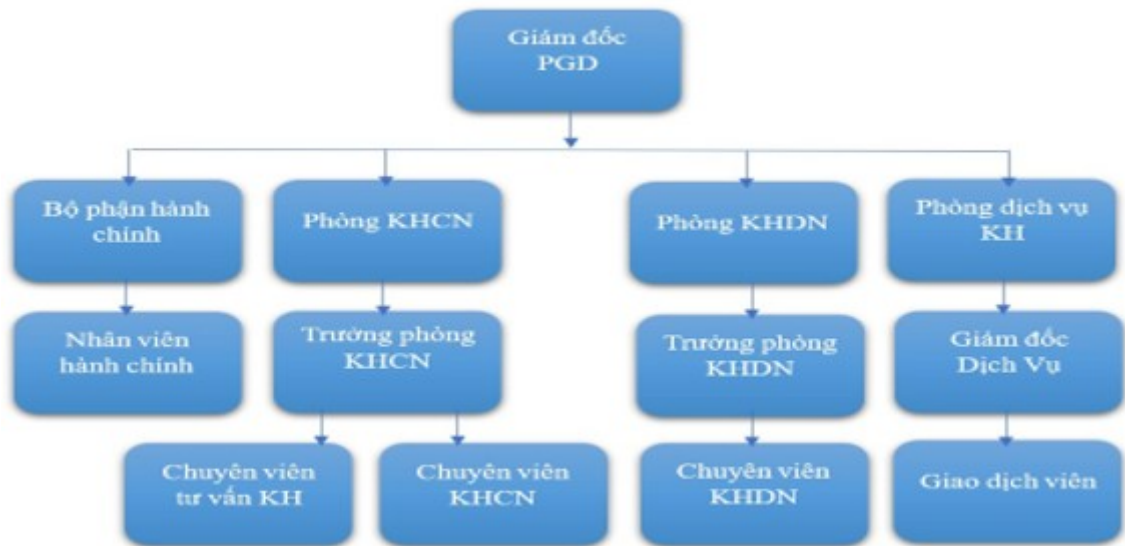 Giám đốc
PGD
Bộ phận hành
chính
Phòng KHCN
Phòng KHDN
Phòng dịch vụ
KH
Nhân viên
hành chính
Trưởng phòng
KHCN
Trưởng phòng
KHDN
Giám đốc
Dịch Vụ
Chuyên viên
tư vấn KH
Chuyên viên
KHCN
Chuyên viên
KHDN
Giao dịch viên